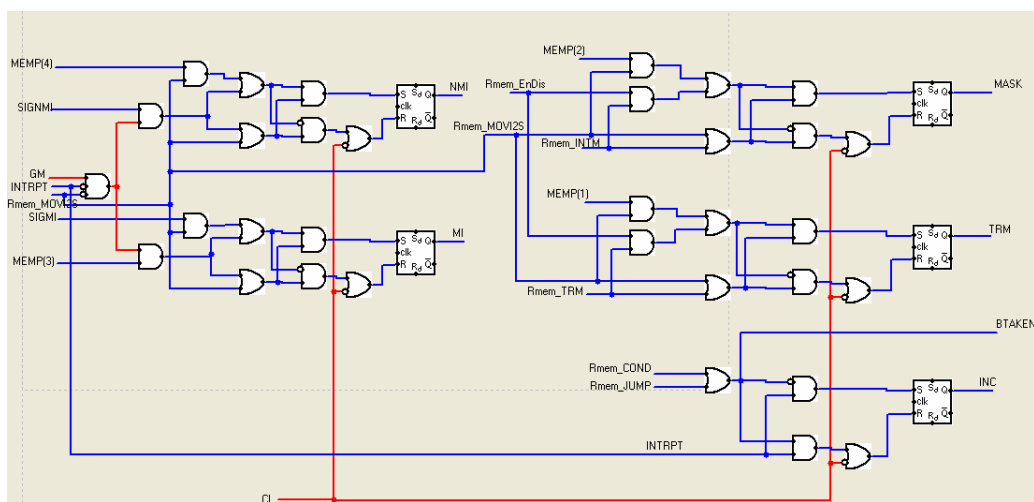 MEMP(4)
SIGNMI
GM
INTRPT
Rmem_MOVI2S
SIGMI
MEMP(3)
S Sd Q
clk
R Rd Q
NMI
S Sd Q
clk
R Rd Q
MI
MEMP(2)
Rmem_EnDis
Rmem_MOVI2S
Rmem_INTM
MEMP(1)
Rmem_TRM
S Sd Q
clk
R Rd Q
MASK
S Sd Q
clk
R Rd Q
TRM
BTAKEN
Rmem_COND
Rmem_JUMP
S Sd Q
clk
R Rd Q
INC
INTRPT